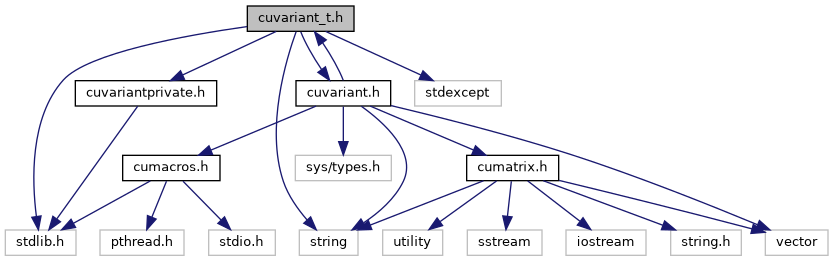 cuvariant_t.h
cuvariantprivate.h
cuvariant.h
stdexcept
cumacros.h
sys/types.h
cumatrix.h
stdlib.h
pthread.h
stdio.h
string
utility
sstream
iostream
string.h
vector